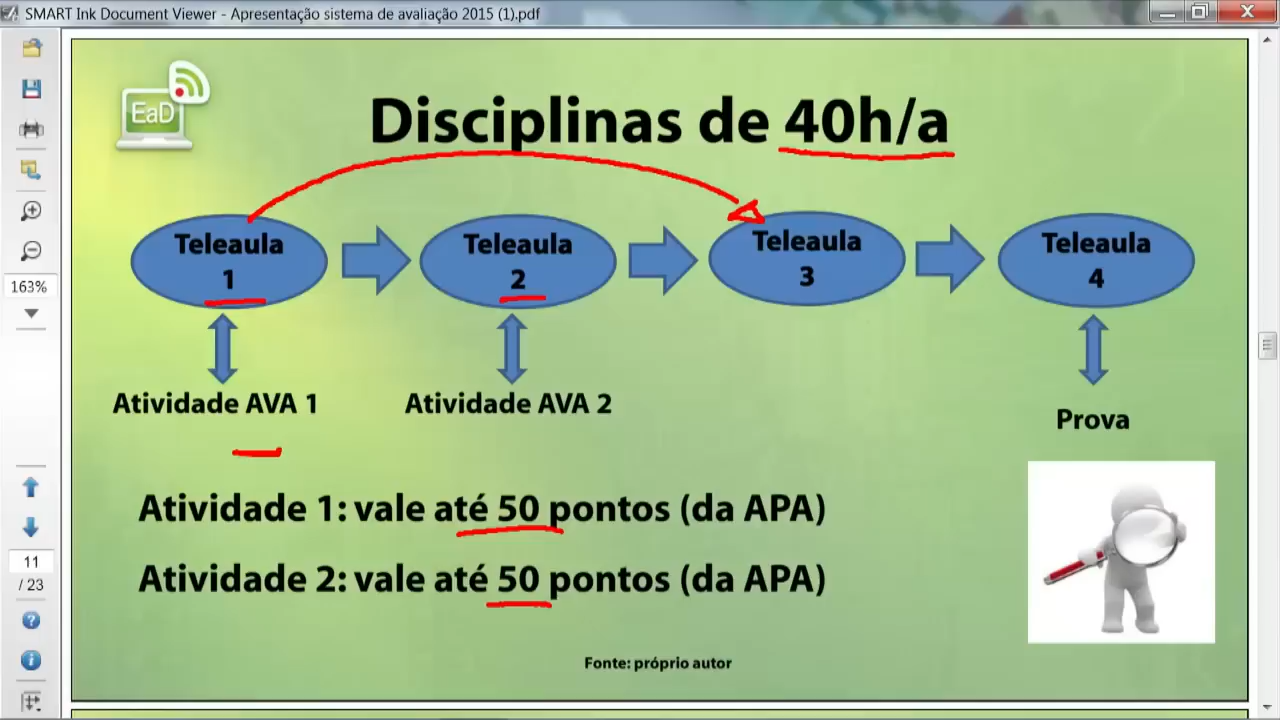 SMART Ink Document Viewer - Apresentação sistema de avaliação 2015 (1).pdf
EaD
Disciplinas de 40h/a
Teleaula
1
Teleaula
2
Teleaula
3
Teleaula
4
Atividade AVA 1
Atividade AVA 2
Prova
Atividade 1: vale até 50 pontos (da APA)
Atividade 2: vale até 50 pontos (da APA)
Fonte: próprio autor
163%
11
/ 23